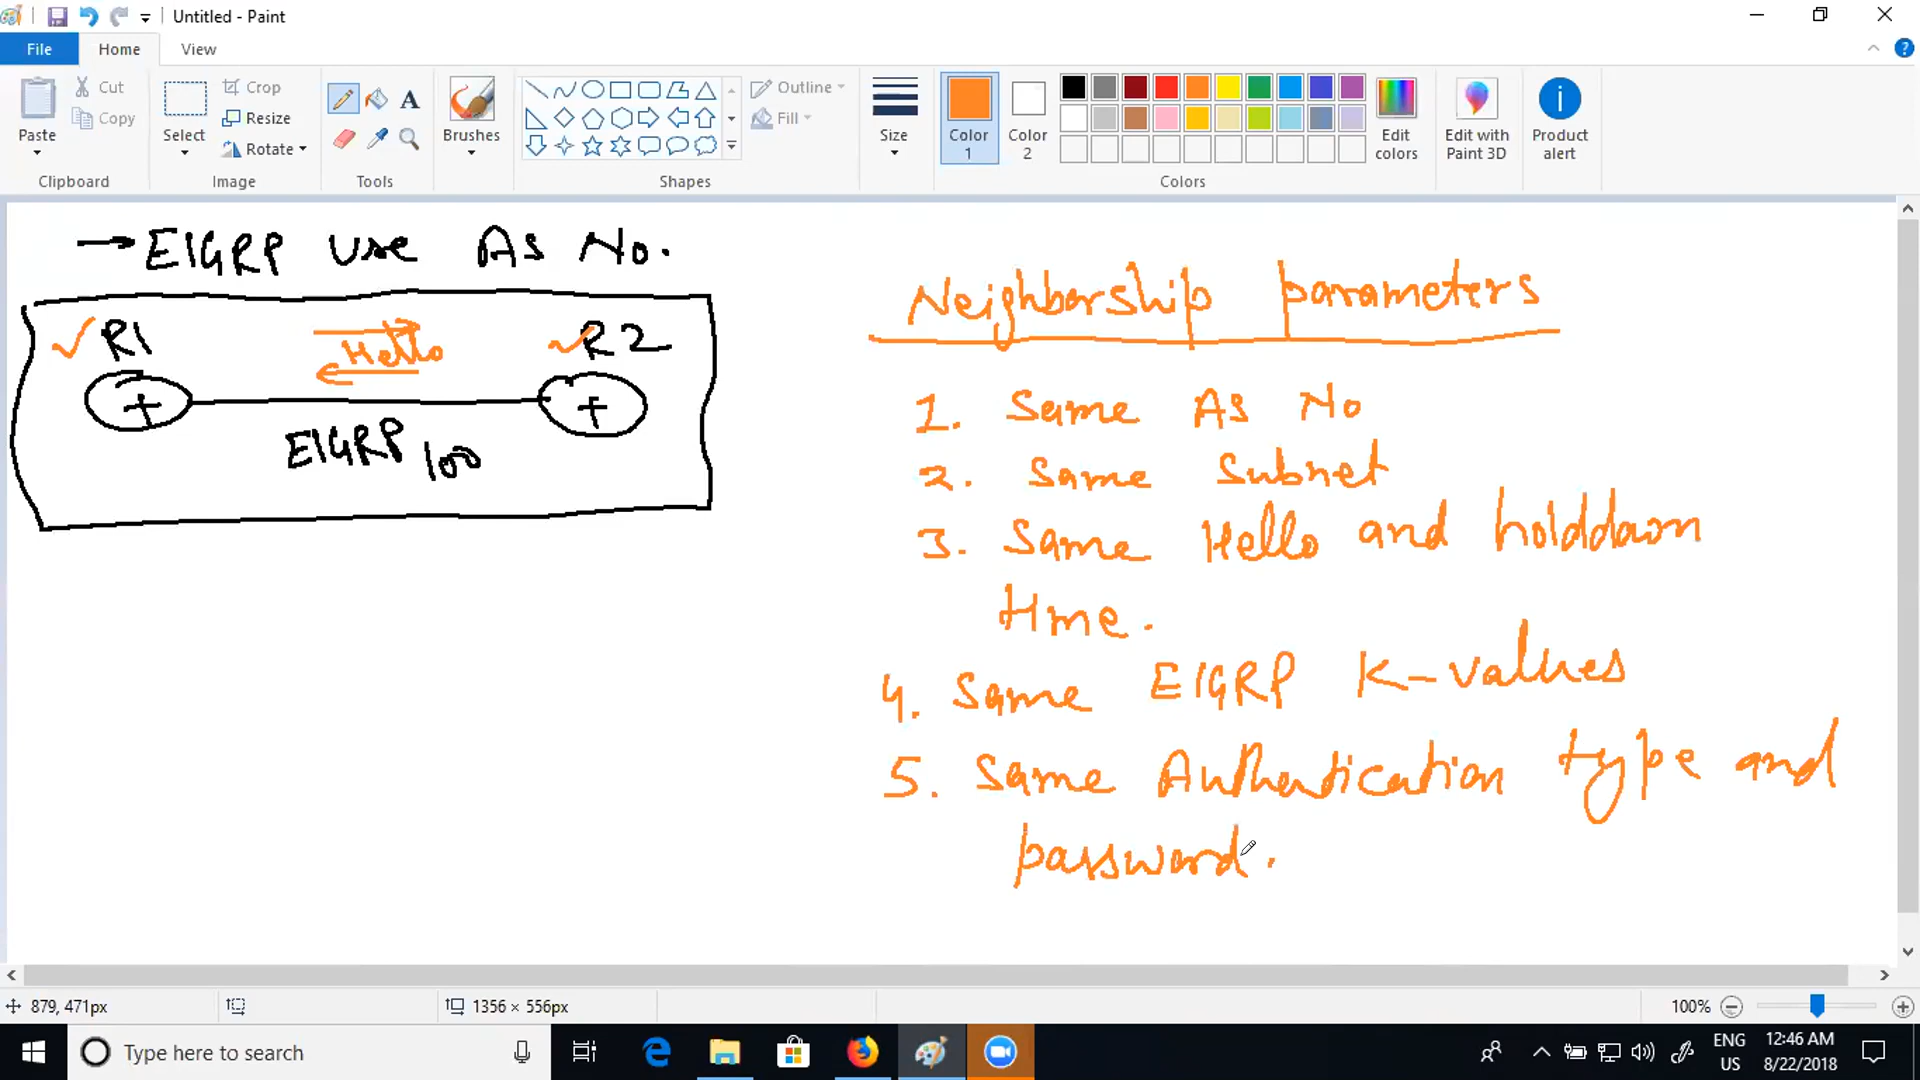 Untitled - Paint
File Home View
Paste
Cut
Copy
Clipboard
Select
Crop
Resize
Rotate
Image
Tools
Brushes
Outline
Fill
Shapes
Size
Color 1
Color 2
Edit colors
Colors
Edit with Paint 3D
Product alert
→ EIGRP use As No.
R1 Hello R2
EIGRP 100
Neighborship parameters
1. Same As No
2. Same Subnet
3. Same Hello and holddown
time.
4. Same EIGRP K-values
5. Same Authentication type and
password.
879, 471px
1356 × 556px
100%
Type here to search
ENG
US
12:46 AM
8/22/2018